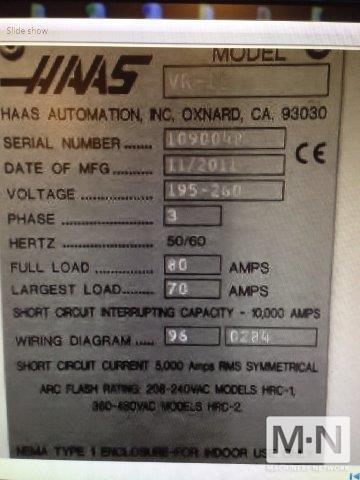 Slide show
HAAS
MODEL
HAAS AUTOMATION, INC. OXNARD, CA. 93030
SERIAL NUMBER
CE
DATE OF MFG 11/2011
VOLTAGE 195-260
PHASE 3
HERTZ 50/60
FULL LOAD 80 AMPS
LARGEST LOAD 70 AMPS
SHORT CIRCUIT INTERRUPTING CAPACITY - 10,000 AMPS
WIRING DIAGRAM 96 0284
SHORT CIRCUIT CURRENT 5,000 Amps RMS SYMMETRICAL
ARC FLASH RATING: 208-240VAC MODELS HRC-1,
380-480VAC MODELS HRC-2
NEMA TYPE 1 ENCLOSURE-FOR INDOOR USE
M·N
MACHINERY NETWORK